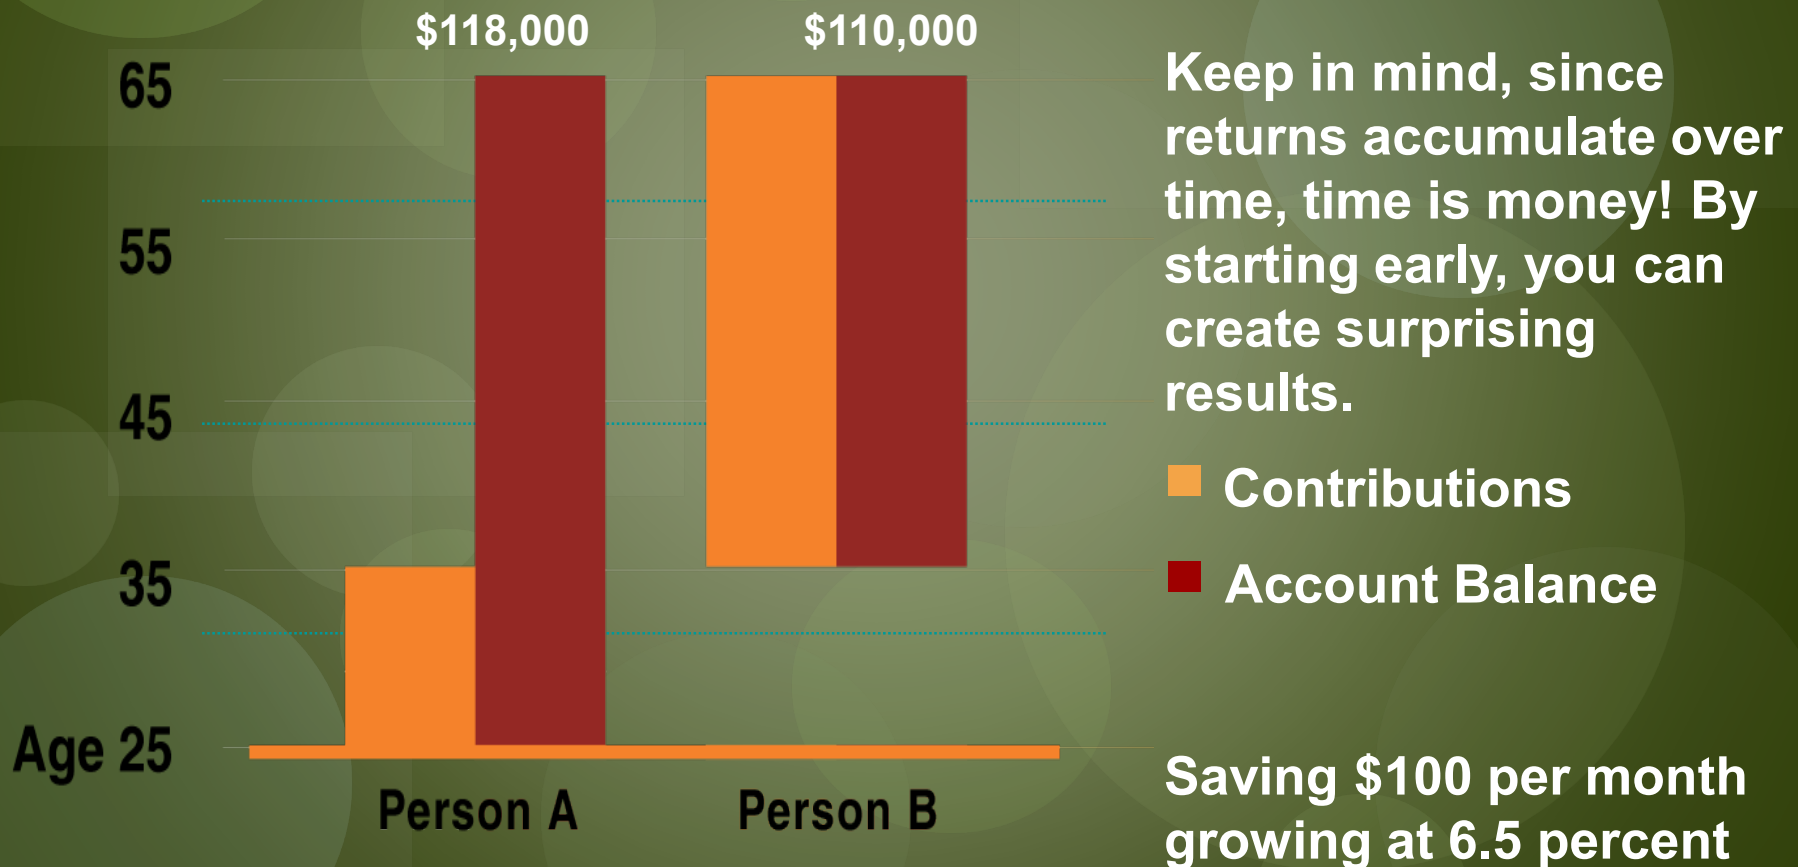 $118,000
$110,000
65
55
45
35
Age 25
Person A
Person B
Keep in mind, since
returns accumulate over
time, time is money! By
starting early, you can
create surprising
results.
Contributions
Account Balance
Saving $100 per month
growing at 6.5 percent